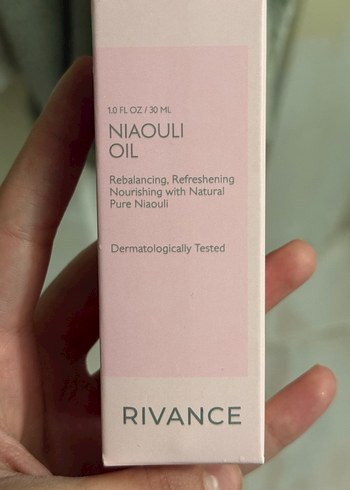 1.0 FL OZ / 30 ML
NIAOULI
OIL
Rebalancing, Refreshening
Nourishing with Natural
Pure Niaouli
Dermatologically Tested
RIVANCE